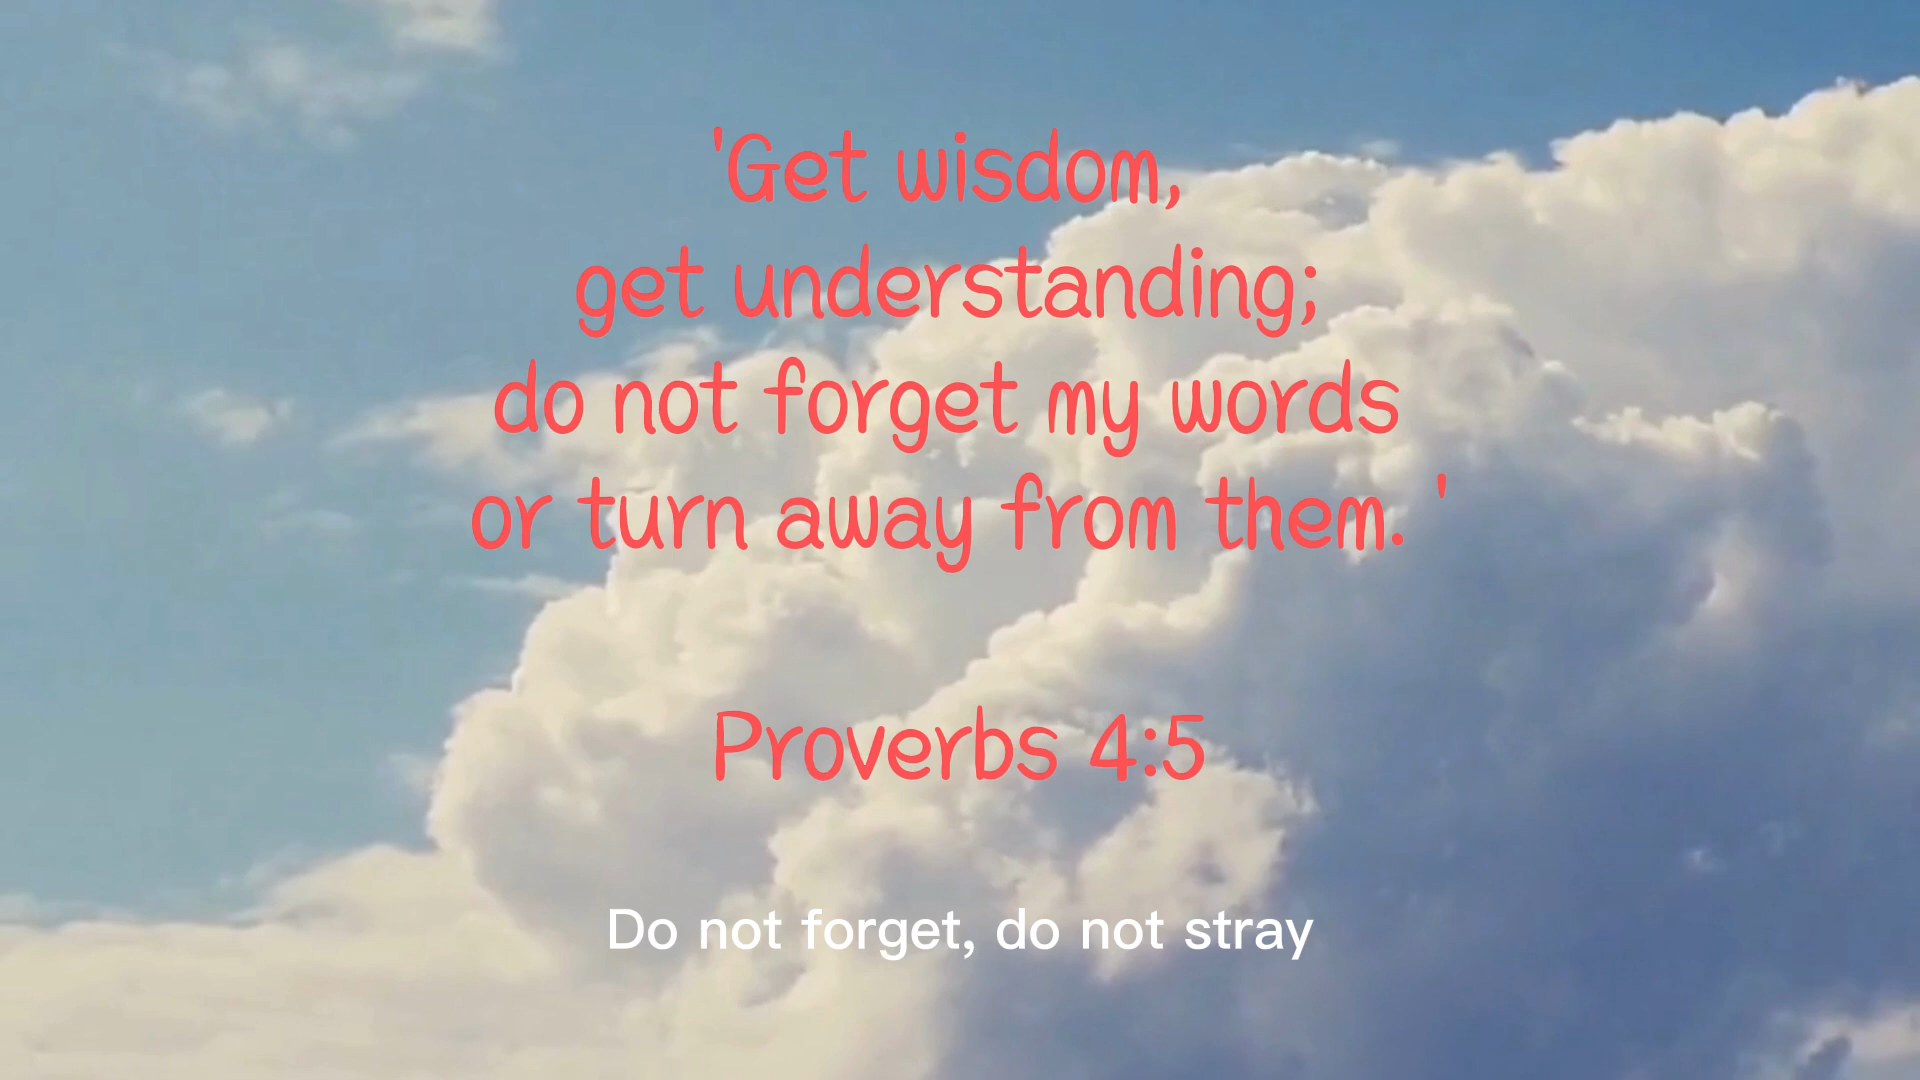 'Get wisdom,
get understanding;
do not forget my words
or turn away from them. '
Proverbs 4:5
Do not forget, do not stray